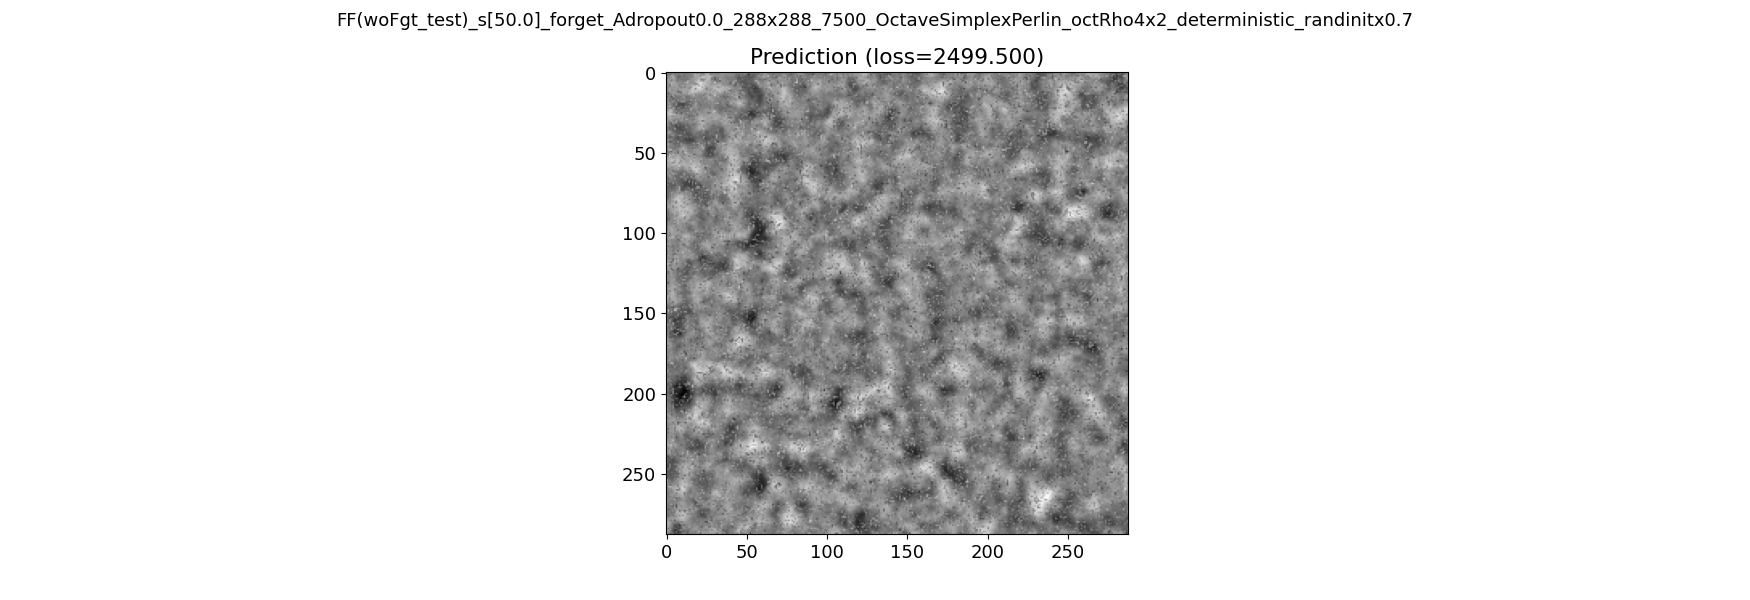 FF(woFgt_test)_s[50.0]_forget_Adropout0.0_288x288_7500_OctaveSimplexPerlin_octRho4x2_deterministic_randinitx0.7
Prediction (loss=2499.500)
0
50
100
150
200
250
0 50 100 150 200 250